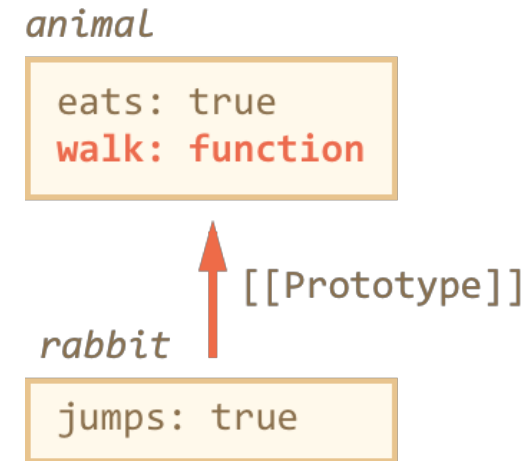 animal
eats: true
walk: function
[[Prototype]]
rabbit
jumps: true